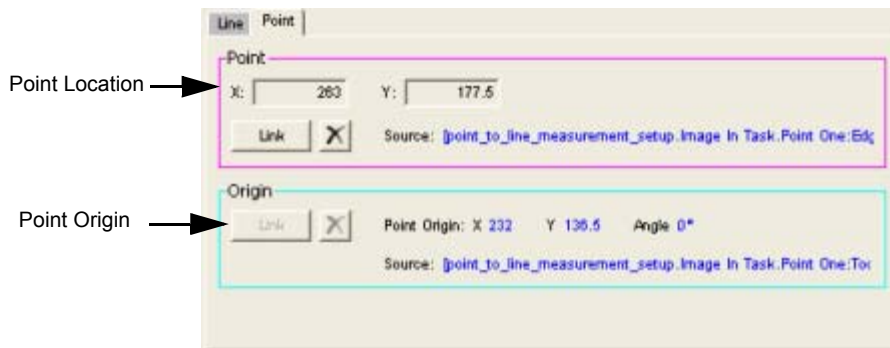 Line Point
Point
Point Location
X: 263 Y: 177.5
Link X Source: [point_to_line_measurement_setup.Image In Task.Point One:Edg
Origin
Point Origin
Link X Point Origin: X 232 Y 136.5 Angle 0°
Source: [point_to_line_measurement_setup.Image In Task.Point One:Too